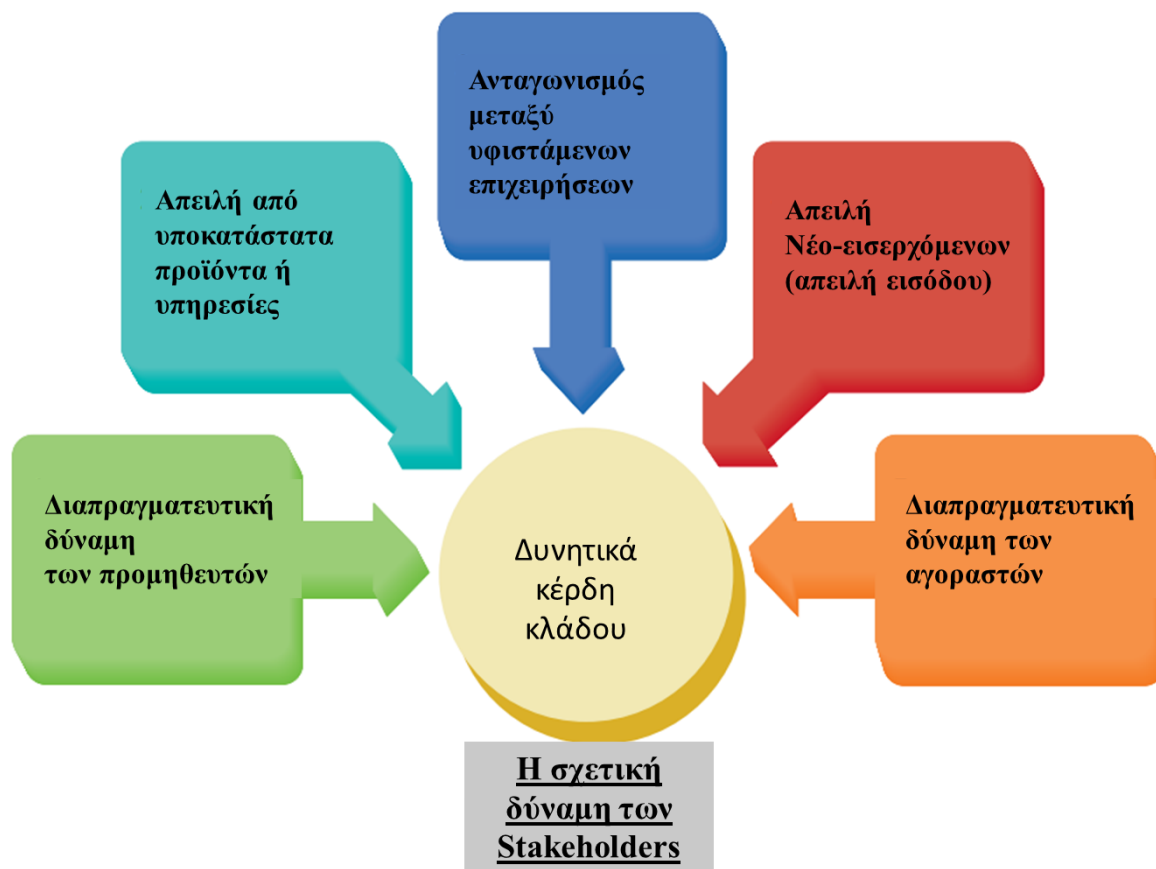 Ανταγωνισμός
μεταξύ
υφιστάμενων
επιχειρήσεων
Απειλή από
υποκατάστατα
προϊόντα ή
υπηρεσίες
Απειλή
Νέο-εισερχόμενων
(απειλή εισόδου)
Διαπραγματευτική
δύναμη
των προμηθευτών
Διαπραγματευτική
δύναμη των
αγοραστών
Δυνητικά
κέρδη
κλάδου
Η σχετική
δύναμη των
Stakeholders